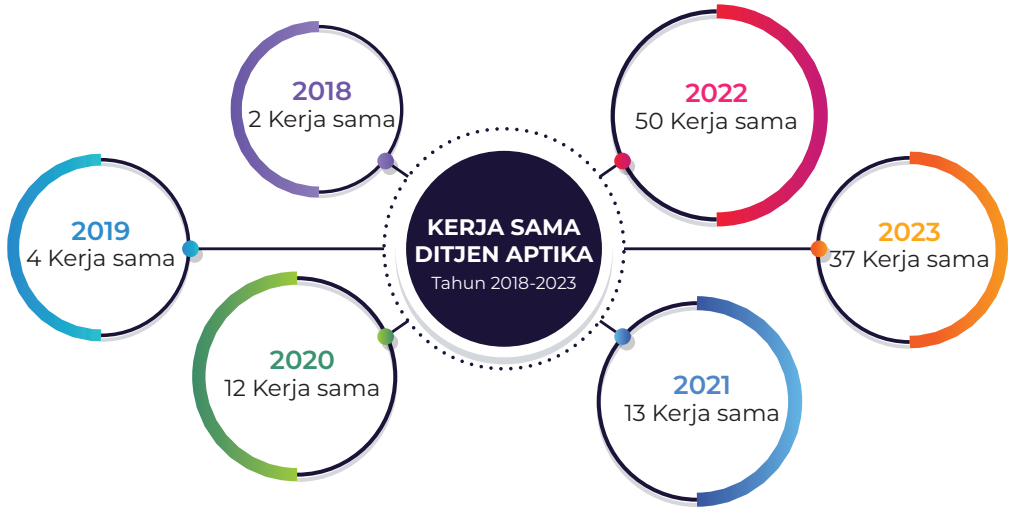 KERJA SAMA
DITJEN APTIKA
Tahun 2018-2023
2018
2 Kerja sama
2019
4 Kerja sama
2020
12 Kerja sama
2021
13 Kerja sama
2022
50 Kerja sama
2023
37 Kerja sama